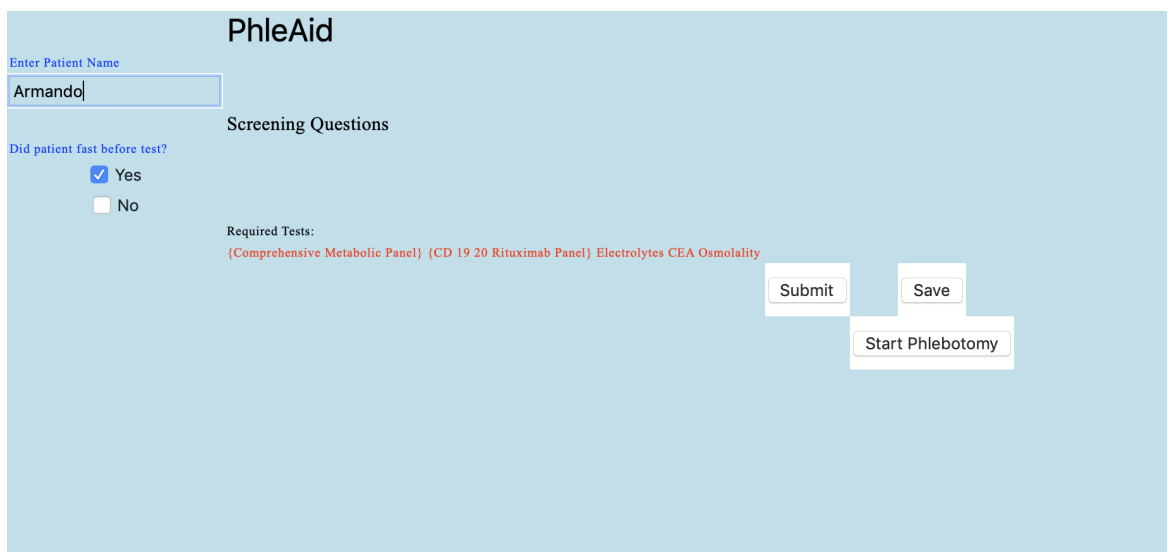 PhleAid
Enter Patient Name
Armando
Screening Questions
Did patient fast before test?
Yes
No
Required Tests:
{Comprehensive Metabolic Panel} {CD 19 20 Rituximab Panel} Electrolytes CEA Osmolality
Submit Save
Start Phlebotomy